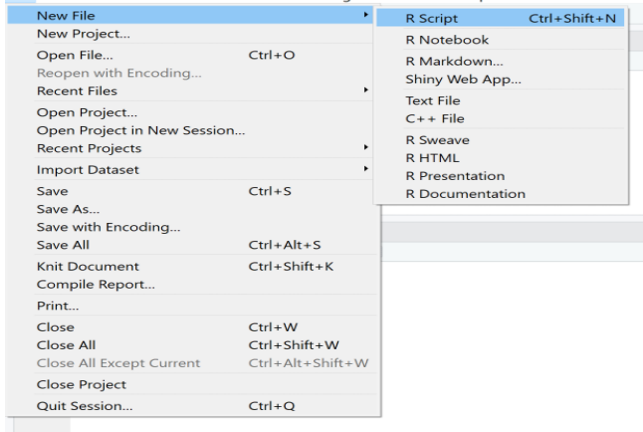 New File
New Project...
Open File... Ctrl+O
Reopen with Encoding...
Recent Files
Open Project...
Open Project in New Session...
Recent Projects
Import Dataset
Save Ctrl+S
Save As...
Save with Encoding...
Save All Ctrl+Alt+S
Knit Document Ctrl+Shift+K
Compile Report...
Print...
Close Ctrl+W
Close All Ctrl+Shift+W
Close All Except Current Ctrl+Alt+Shift+W
Close Project
Quit Session... Ctrl+Q
R Script Ctrl+Shift+N
R Notebook
R Markdown...
Shiny Web App...
Text File
C++ File
R Sweave
R HTML
R Presentation
R Documentation